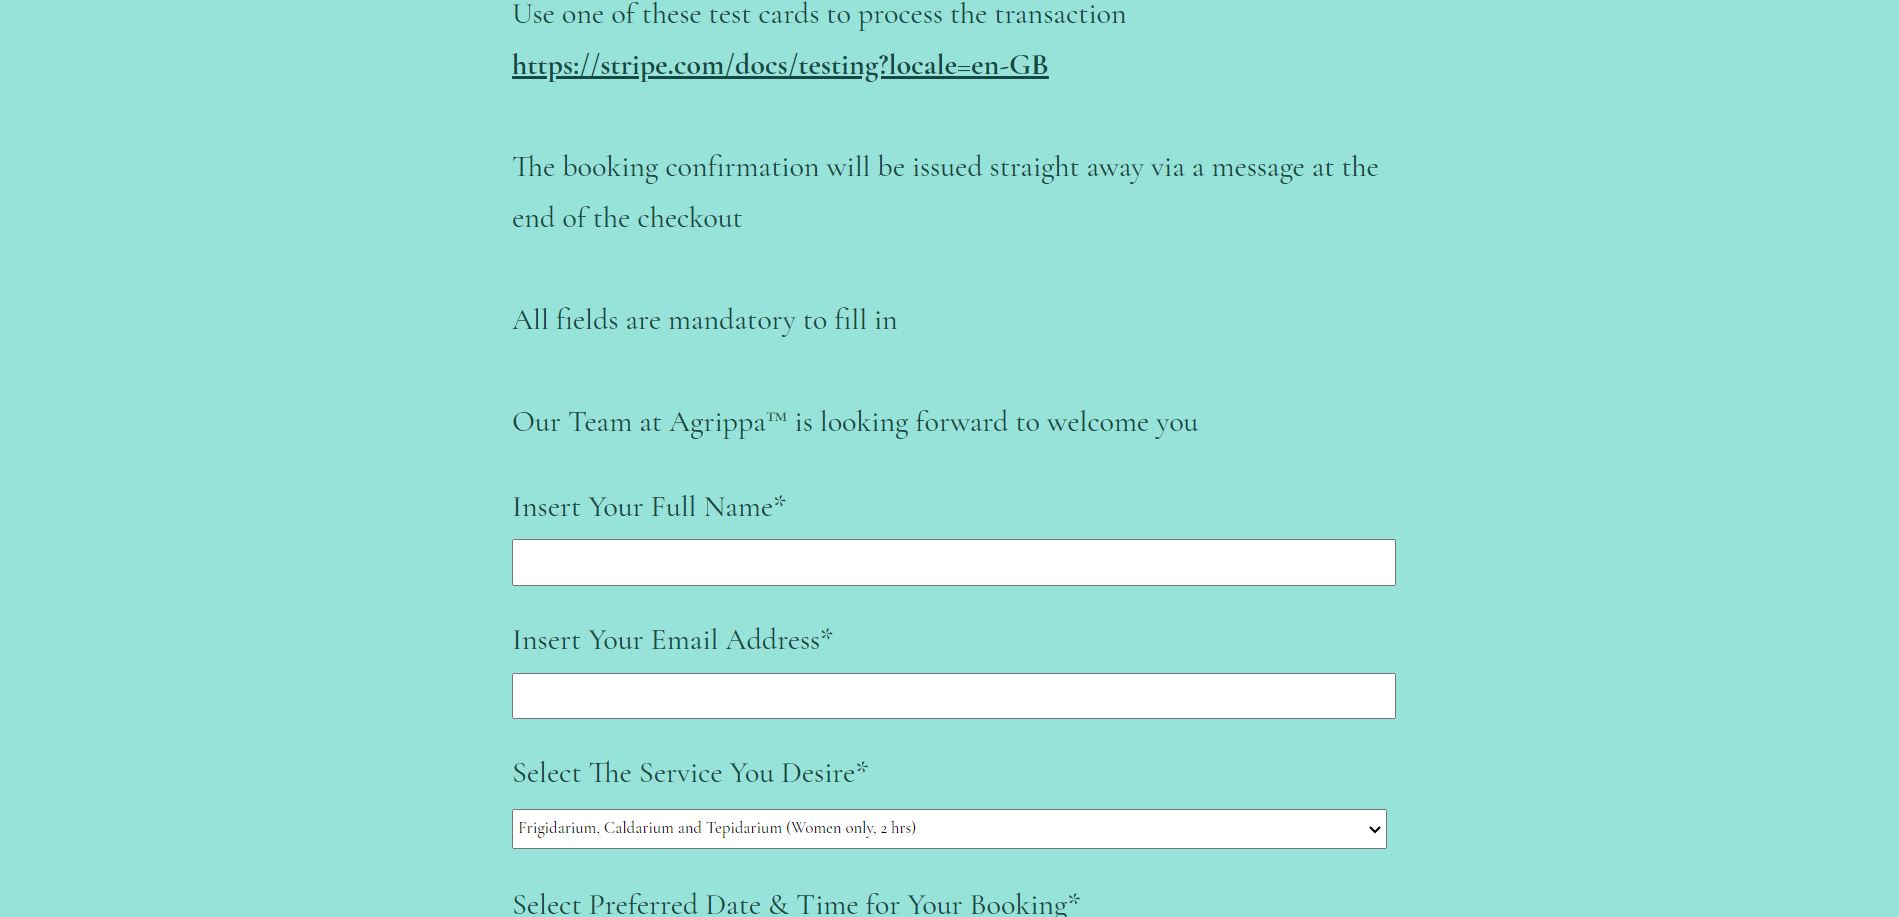 Use one of these test cards to process the transaction
https://stripe.com/docs/testing?locale=en-GB
The booking confirmation will be issued straight away via a message at the
end of the checkout
All fields are mandatory to fill in
Our Team at Agrippa™ is looking forward to welcome you
Insert Your Full Name*
Insert Your Email Address*
Select The Service You Desire*
Frigidarium, Caldarium and Tepidarium (Women only, 2 hrs)
Select Preferred Date & Time for Your Booking*